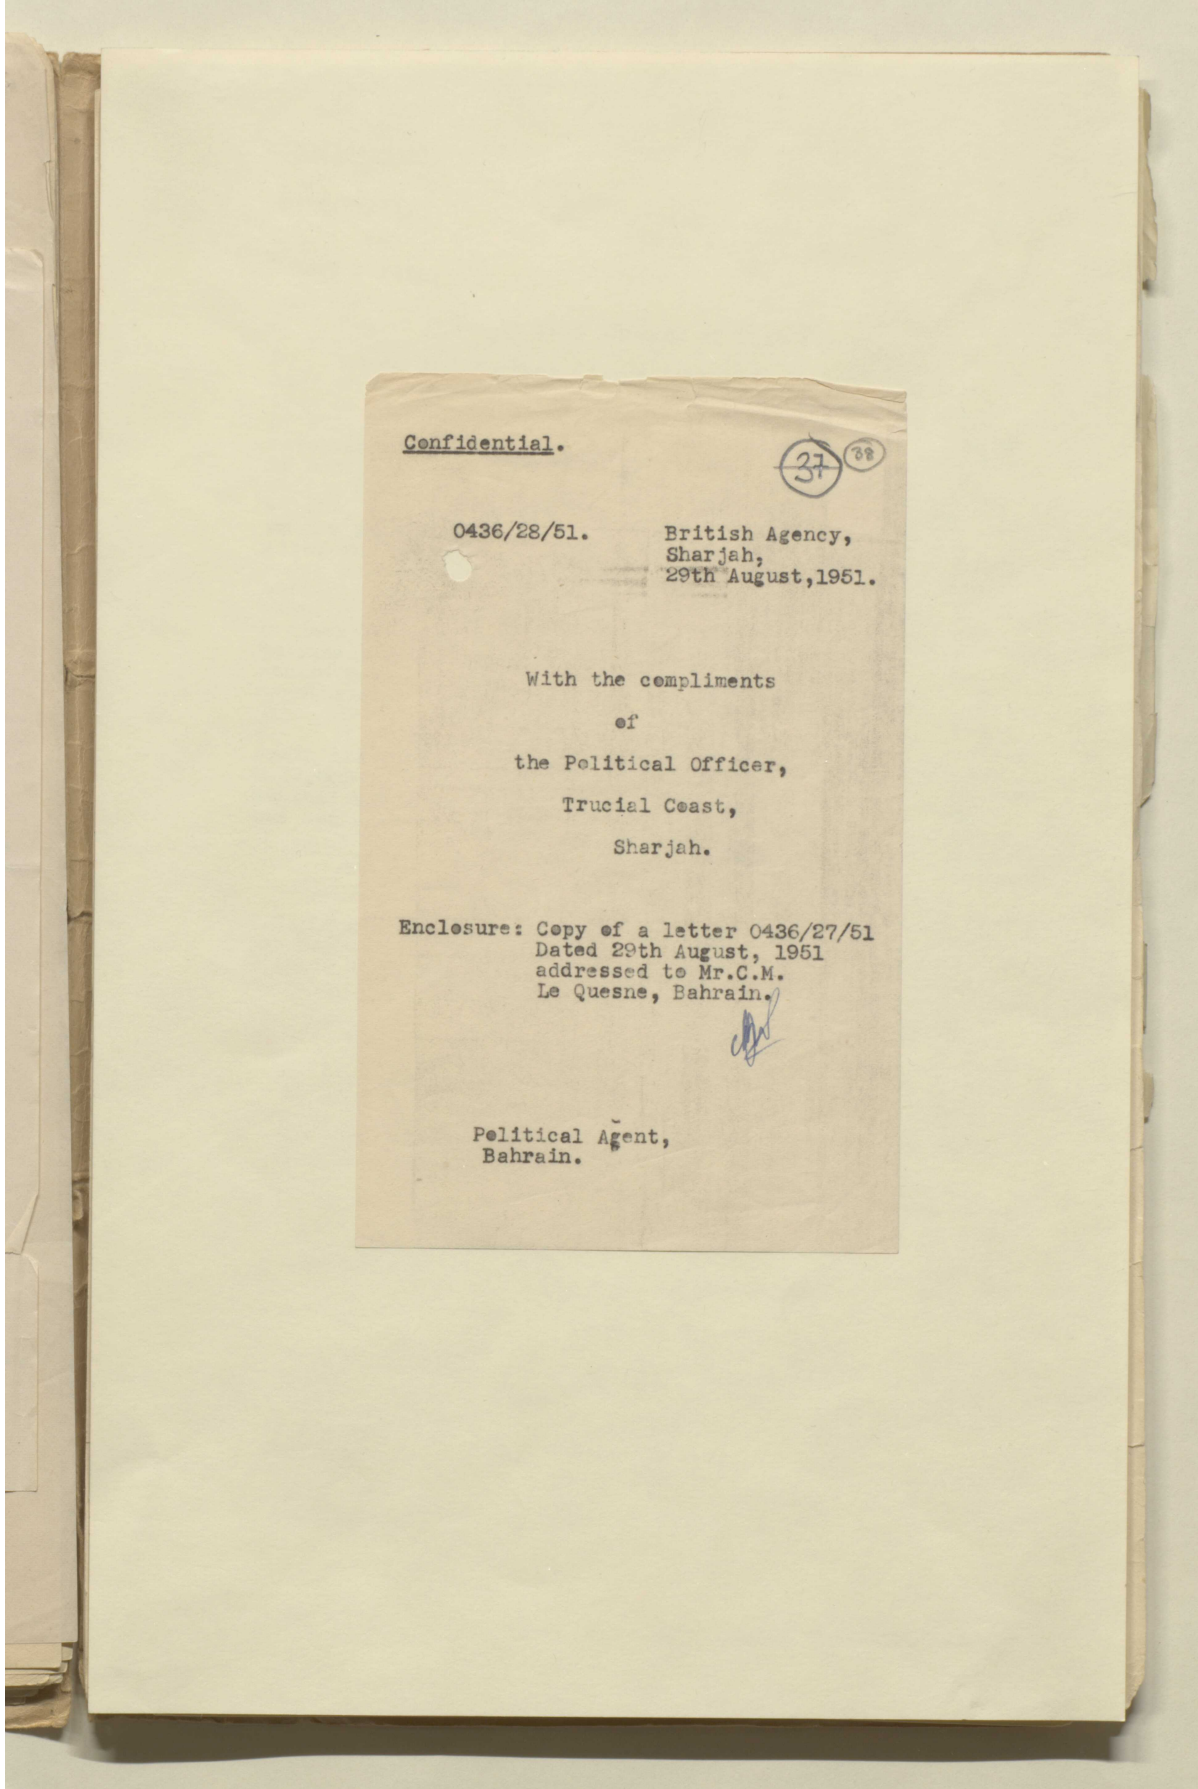 Confidential.
37 38
0436/28/51. British Agency,
Sharjah,
29th August,1951.
With the compliments
of
the Political Officer,
Trucial Coast,
Sharjah.
Enclosure: Copy of a letter 0436/27/51
Dated 29th August, 1951
addressed to Mr.C.M.
Le Quesne, Bahrain.
Political Agent,
Bahrain.